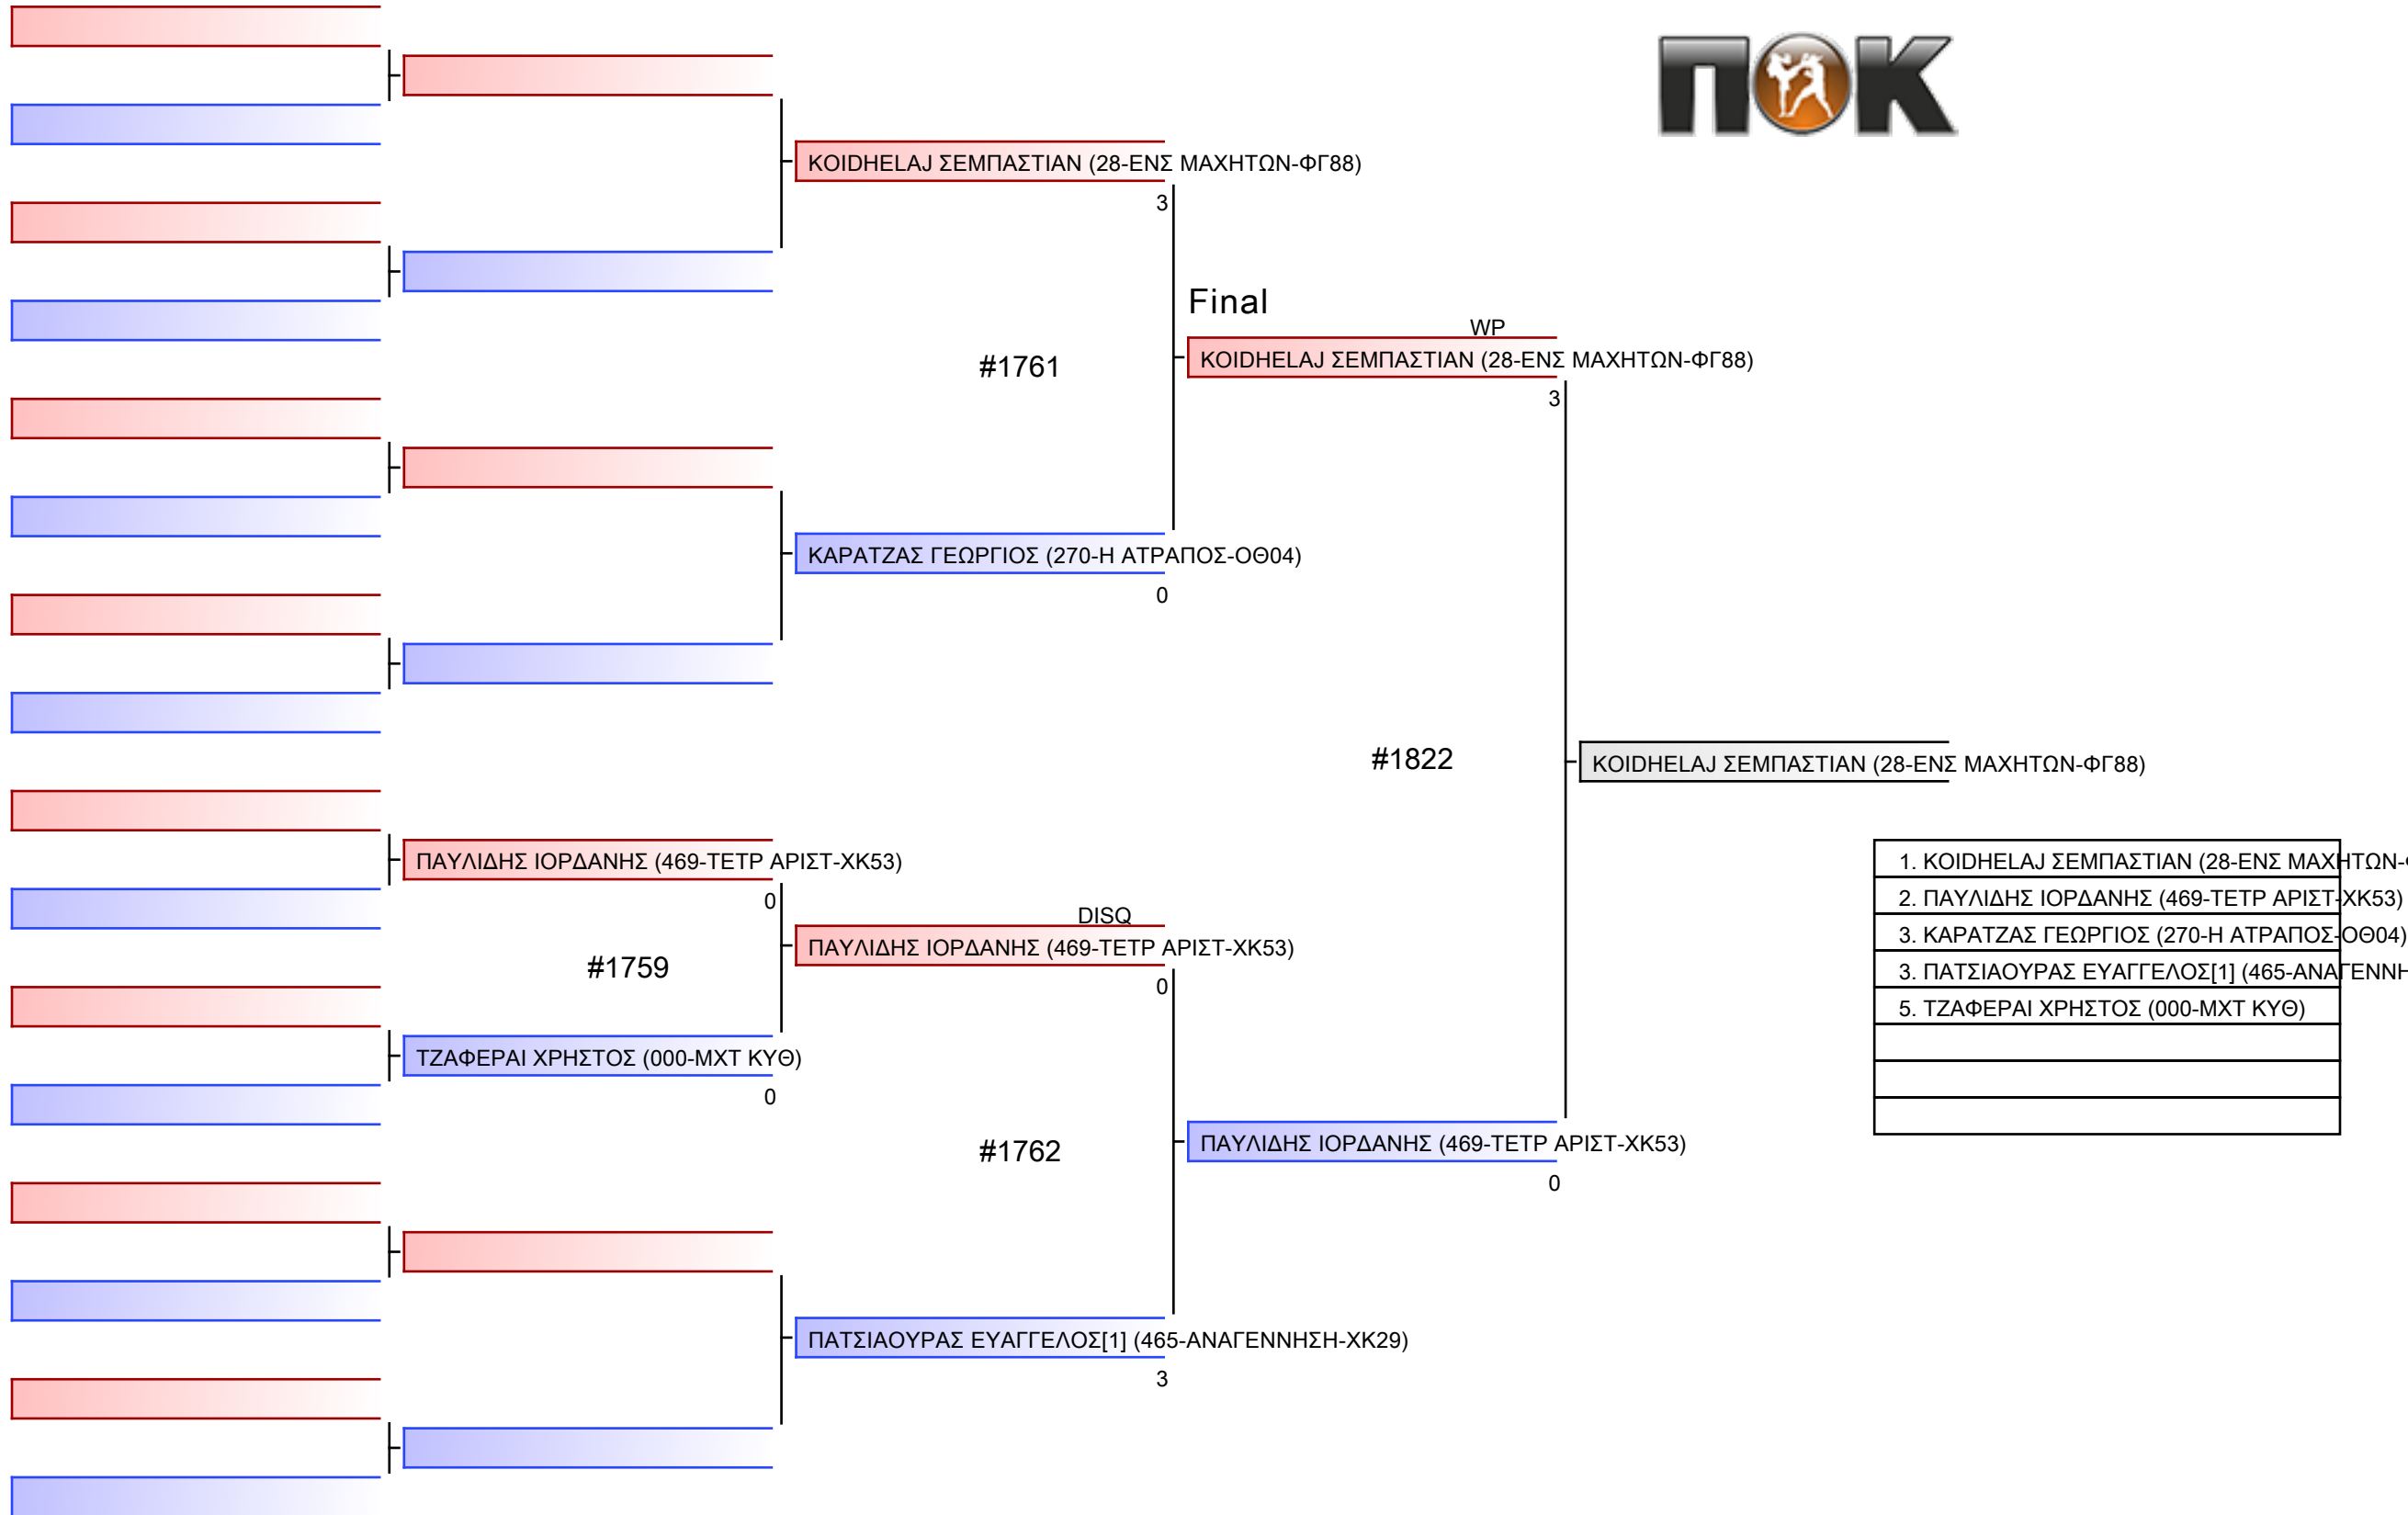 ΠΟΚ
KOIDHELAJ ΣΕΜΠΑΣΤΙΑΝ (28-ΕΝΣ ΜΑΧΗΤΩΝ-ΦΓ88)
3
Final
WP
#1761
KOIDHELAJ ΣΕΜΠΑΣΤΙΑΝ (28-ΕΝΣ ΜΑΧΗΤΩΝ-ΦΓ88)
3
ΚΑΡΑΤΖΑΣ ΓΕΩΡΓΙΟΣ (270-Η ΑΤΡΑΠΟΣ-ΟΘ04)
0
#1822
KOIDHELAJ ΣΕΜΠΑΣΤΙΑΝ (28-ΕΝΣ ΜΑΧΗΤΩΝ-ΦΓ88)
ΠΑΥΛΙΔΗΣ ΙΟΡΔΑΝΗΣ (469-ΤΕΤΡ ΑΡΙΣΤ-ΧΚ53)
0
DISQ
ΠΑΥΛΙΔΗΣ ΙΟΡΔΑΝΗΣ (469-ΤΕΤΡ ΑΡΙΣΤ-ΧΚ53)
0
#1759
ΤΖΑΦΕΡΑΙ ΧΡΗΣΤΟΣ (000-ΜΧΤ ΚΥΘ)
0
#1762
ΠΑΥΛΙΔΗΣ ΙΟΡΔΑΝΗΣ (469-ΤΕΤΡ ΑΡΙΣΤ-ΧΚ53)
0
ΠΑΤΣΙΑΟΥΡΑΣ ΕΥΑΓΓΕΛΟΣ[1] (465-ΑΝΑΓΕΝΝΗΣΗ-ΧΚ29)
3
1. KOIDHELAJ ΣΕΜΠΑΣΤΙΑΝ (28-ΕΝΣ ΜΑΧΗΤΩΝ-
2. ΠΑΥΛΙΔΗΣ ΙΟΡΔΑΝΗΣ (469-ΤΕΤΡ ΑΡΙΣΤ-ΧΚ53)
3. ΚΑΡΑΤΖΑΣ ΓΕΩΡΓΙΟΣ (270-Η ΑΤΡΑΠΟΣ-ΟΘ04)
3. ΠΑΤΣΙΑΟΥΡΑΣ ΕΥΑΓΓΕΛΟΣ[1] (465-ΑΝΑΓΕΝΝΗ
5. ΤΖΑΦΕΡΑΙ ΧΡΗΣΤΟΣ (000-ΜΧΤ ΚΥΘ)